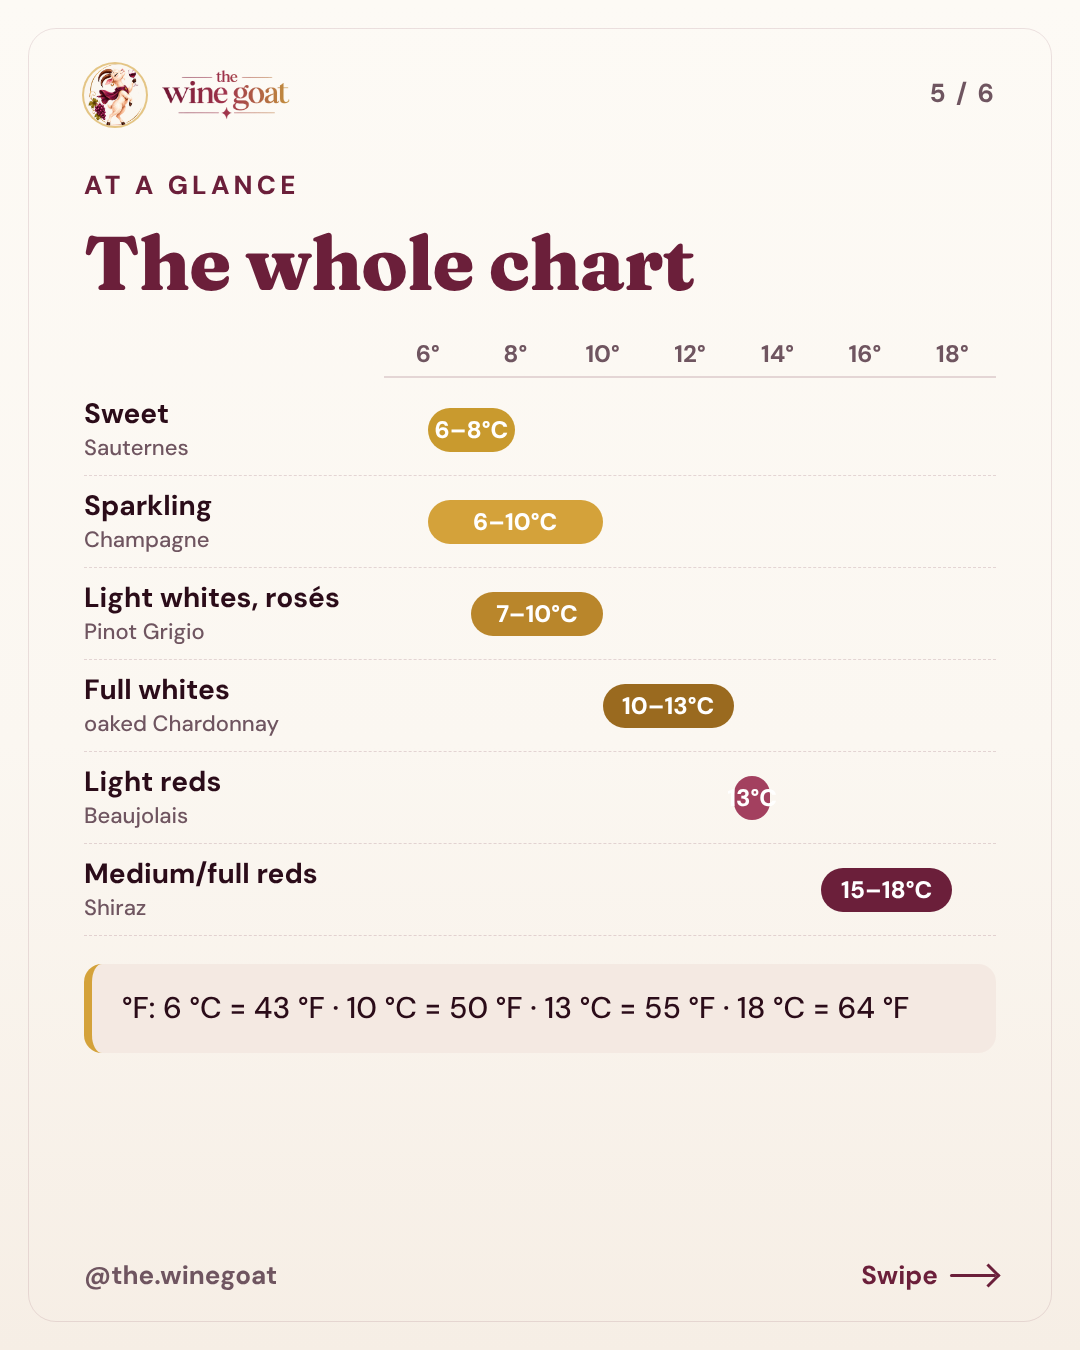 the
wine goat
5 / 6
AT A GLANCE
The whole chart
6° 8° 10° 12° 14° 16° 18°
Sweet
6–8°C
Sauternes
Sparkling
6–10°C
Champagne
Light whites, rosés
7–10°C
Pinot Grigio
Full whites
10–13°C
oaked Chardonnay
Light reds
3°C
Beaujolais
Medium/full reds
15–18°C
Shiraz
°F: 6 °C = 43 °F · 10 °C = 50 °F · 13 °C = 55 °F · 18 °C = 64 °F
@the.winegoat
Swipe